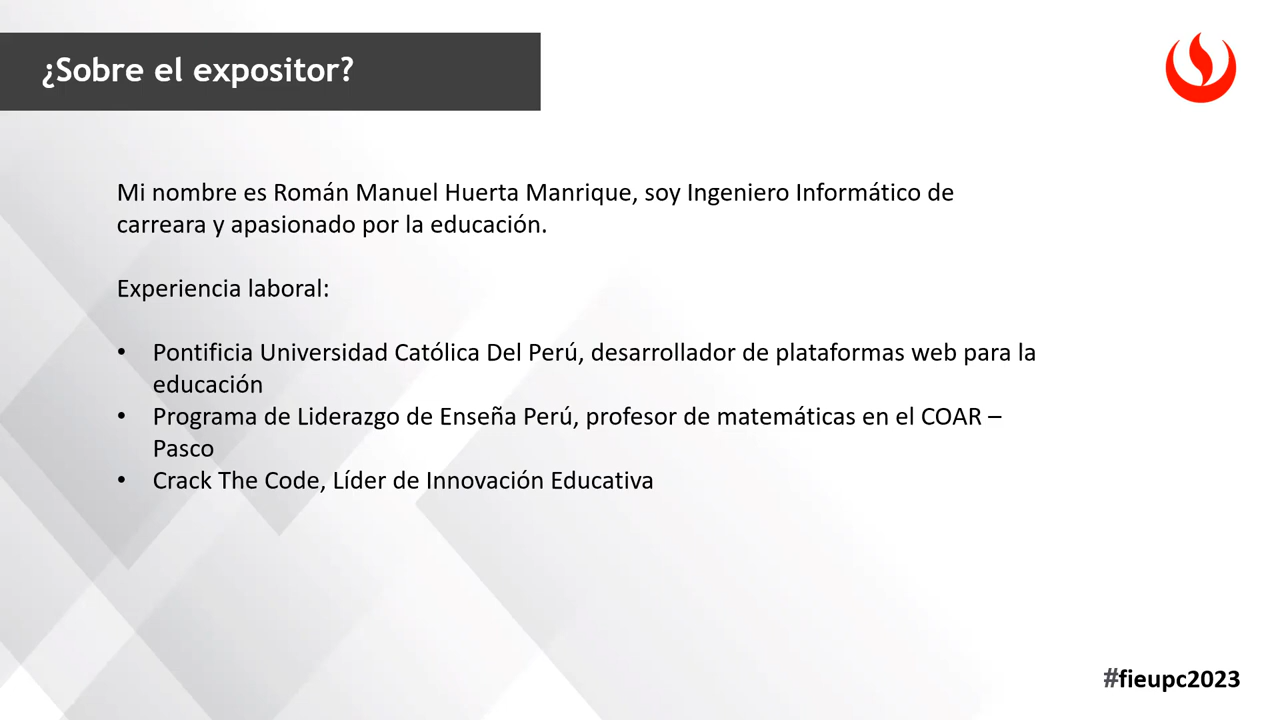 ¿Sobre el expositor?
Mi nombre es Román Manuel Huerta Manrique, soy Ingeniero Informático de
carreara y apasionado por la educación.
Experiencia laboral:
• Pontificia Universidad Católica Del Perú, desarrollador de plataformas web para la
educación
• Programa de Liderazgo de Enseña Perú, profesor de matemáticas en el COAR –
Pasco
• Crack The Code, Líder de Innovación Educativa
#fieupc2023